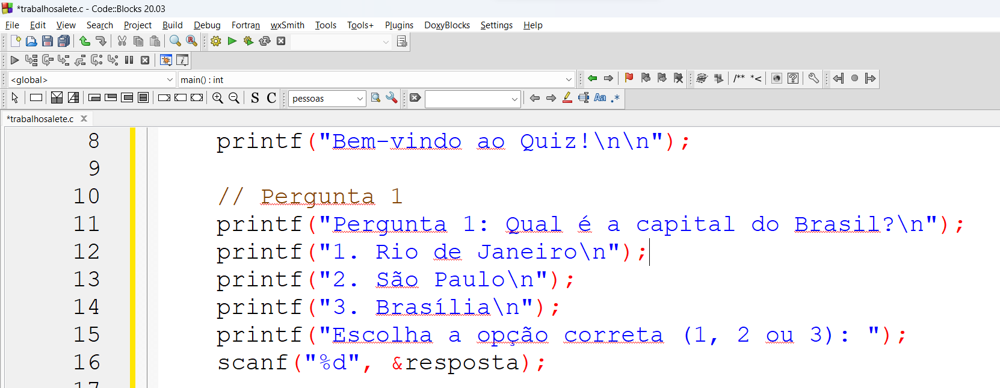 *trabalhosalete.c - Code::Blocks 20.03
File Edit View Search Project Build Debug Fortran wxSmith Tools Tools+ Plugins DoxyBlocks Settings Help
<global> main() : int /** *<
S C pessoas Aa .*
*trabalhosalete.c
8 printf("Bem-vindo ao Quiz!\n\n");
9
10 // Pergunta 1
11 printf("Pergunta 1: Qual é a capital do Brasil?\n");
12 printf("1. Rio de Janeiro\n");
13 printf("2. São Paulo\n");
14 printf("3. Brasília\n");
15 printf("Escolha a opção correta (1, 2 ou 3): ");
16 scanf("%d", &resposta);
17